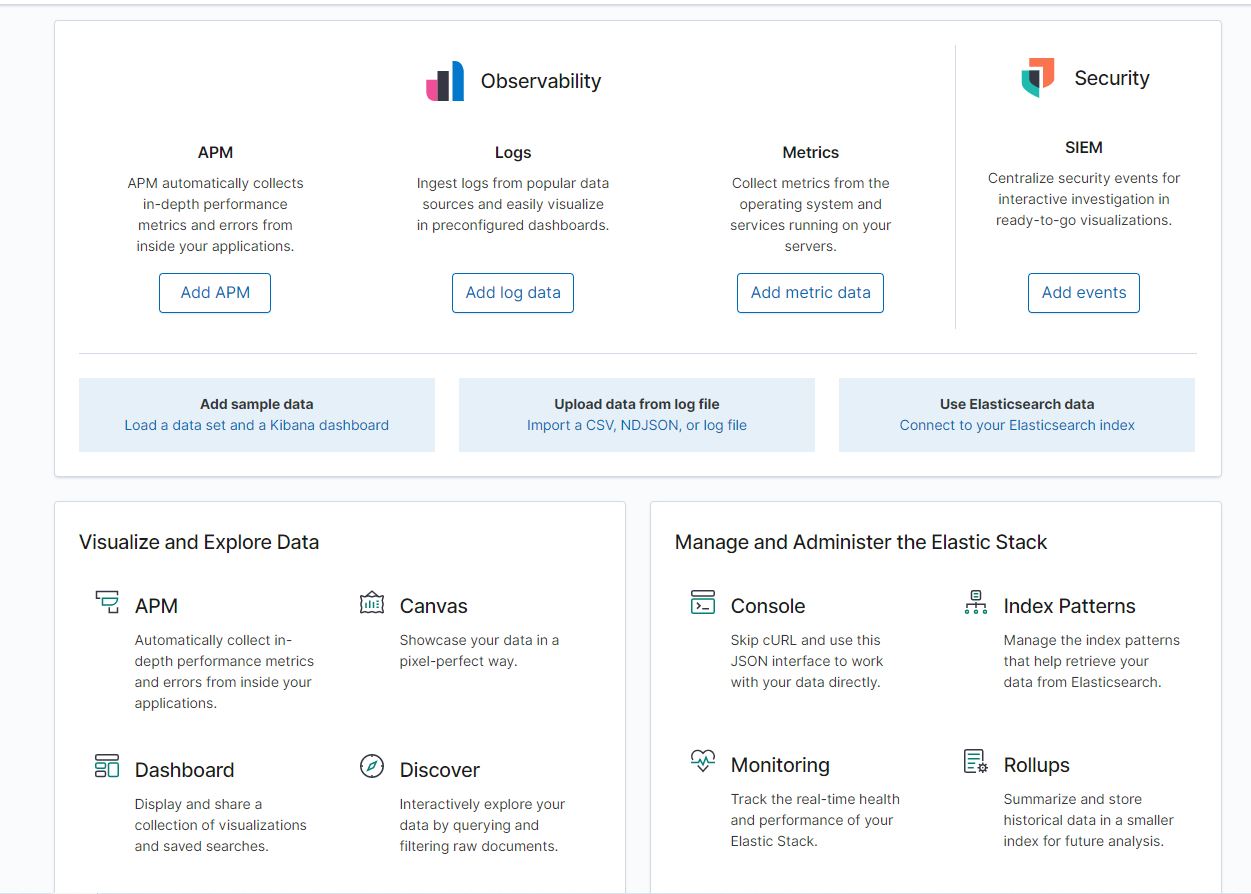 Observability
APM
APM automatically collects
in-depth performance
metrics and errors from
inside your applications.
Add APM
Logs
Ingest logs from popular data
sources and easily visualize
in preconfigured dashboards.
Add log data
Metrics
Collect metrics from the
operating system and
services running on your
servers.
Add metric data
Security
SIEM
Centralize security events for
interactive investigation in
ready-to-go visualizations.
Add events
Add sample data
Load a data set and a Kibana dashboard
Upload data from log file
Import a CSV, NDJSON, or log file
Use Elasticsearch data
Connect to your Elasticsearch index
Visualize and Explore Data
APM
Automatically collect in-
depth performance metrics
and errors from inside your
applications.
Canvas
Showcase your data in a
pixel-perfect way.
Dashboard
Display and share a
collection of visualizations
and saved searches.
Discover
Interactively explore your
data by querying and
filtering raw documents.
Manage and Administer the Elastic Stack
Console
Skip cURL and use this
JSON interface to work
with your data directly.
Index Patterns
Manage the index patterns
that help retrieve your
data from Elasticsearch.
Monitoring
Track the real-time health
and performance of your
Elastic Stack.
Rollups
Summarize and store
historical data in a smaller
index for future analysis.